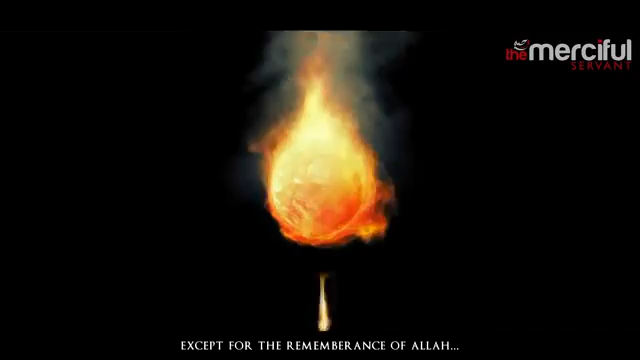 the merciful
SERVANT
EXCEPT FOR THE REMEMBERANCE OF ALLAH...